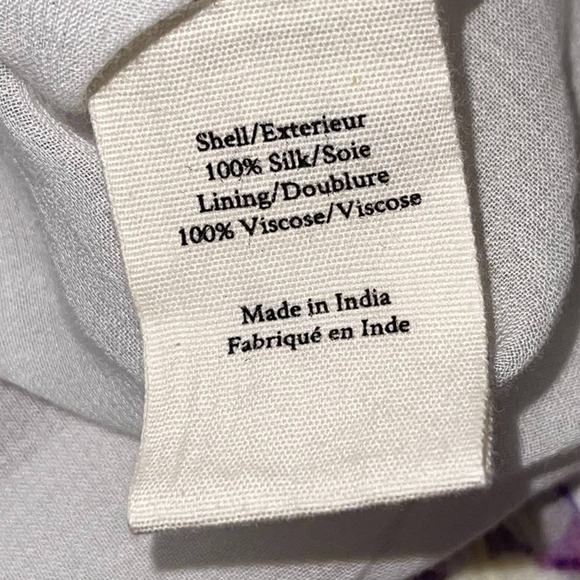 Shell/Exterieur
100% Silk/Soie
Lining/Doublure
100% Viscose/Viscose
Made in India
Fabriqué en Inde